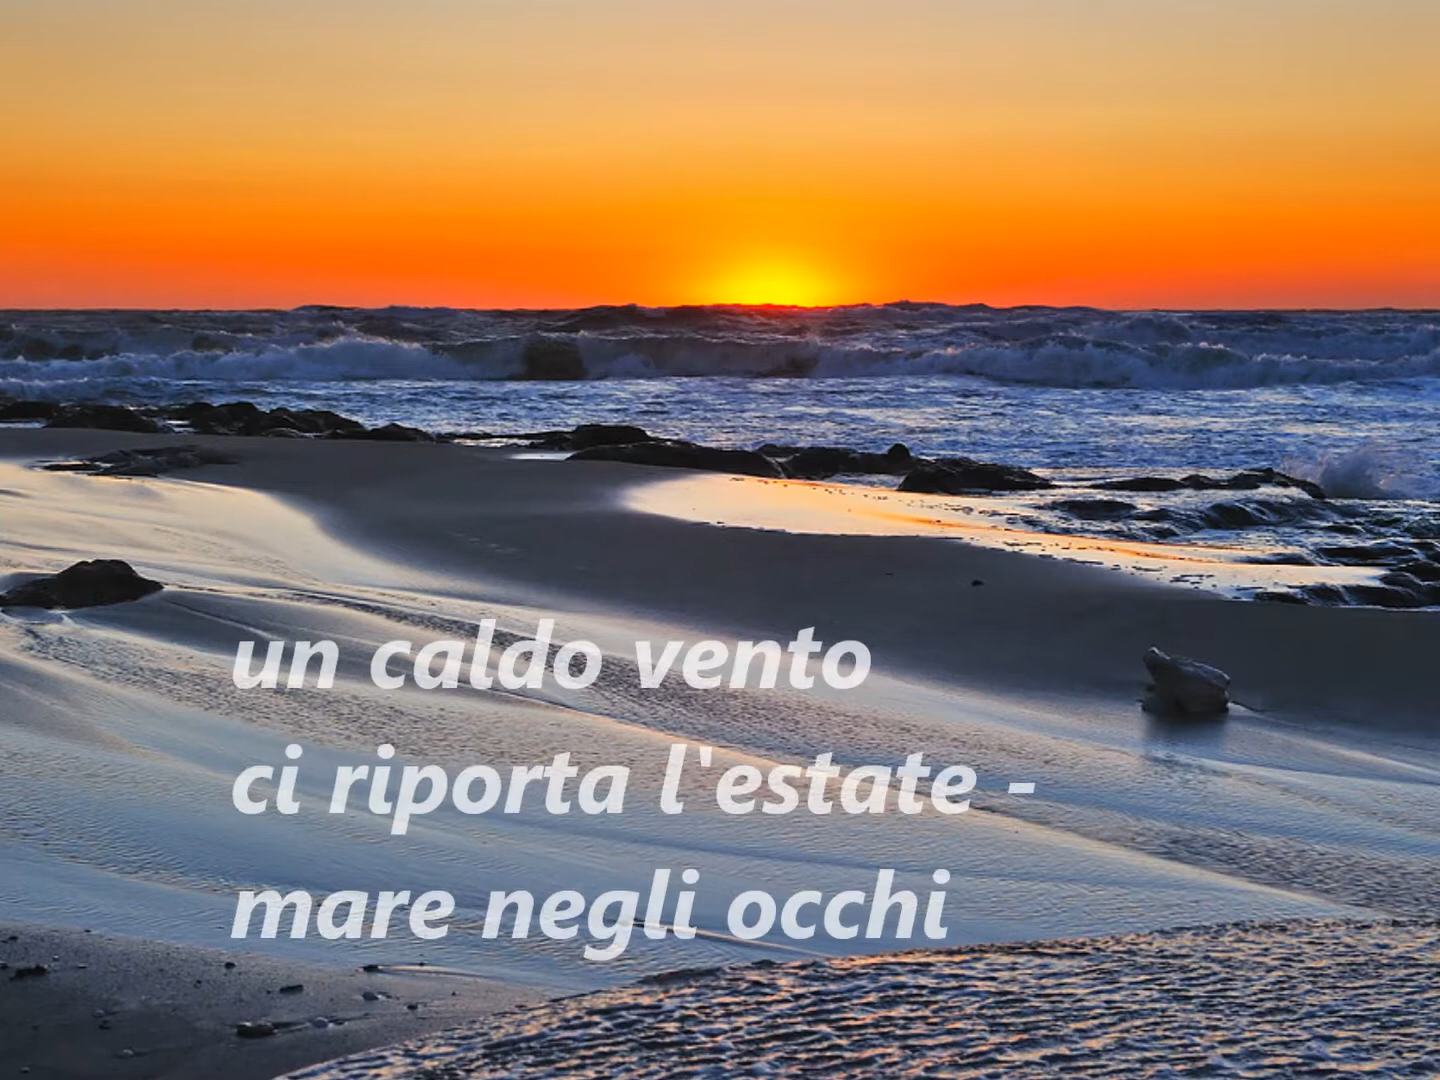 un caldo vento
ci riporta l'estate -
mare negli occhi